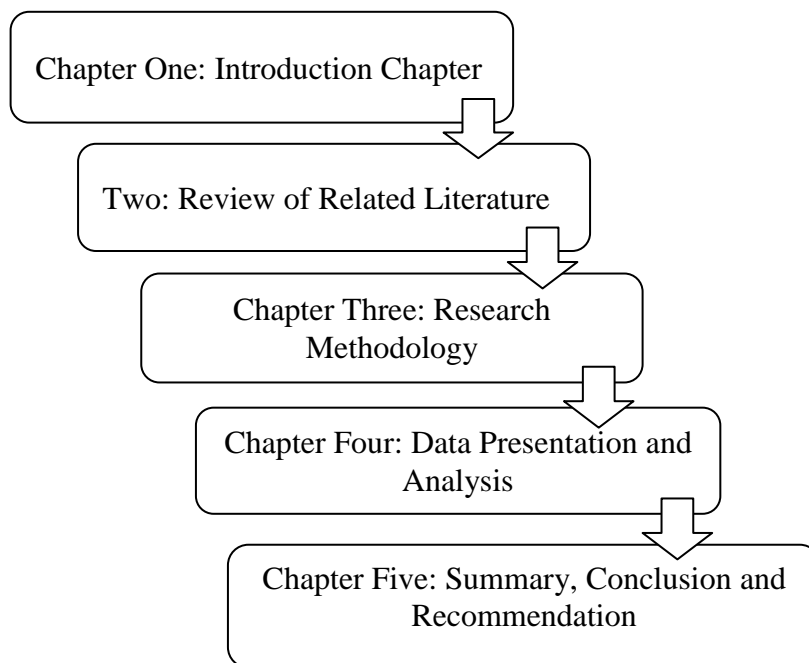 Chapter One: Introduction Chapter
Two: Review of Related Literature
Chapter Three: Research
Methodology
Chapter Four: Data Presentation and
Analysis
Chapter Five: Summary, Conclusion and
Recommendation